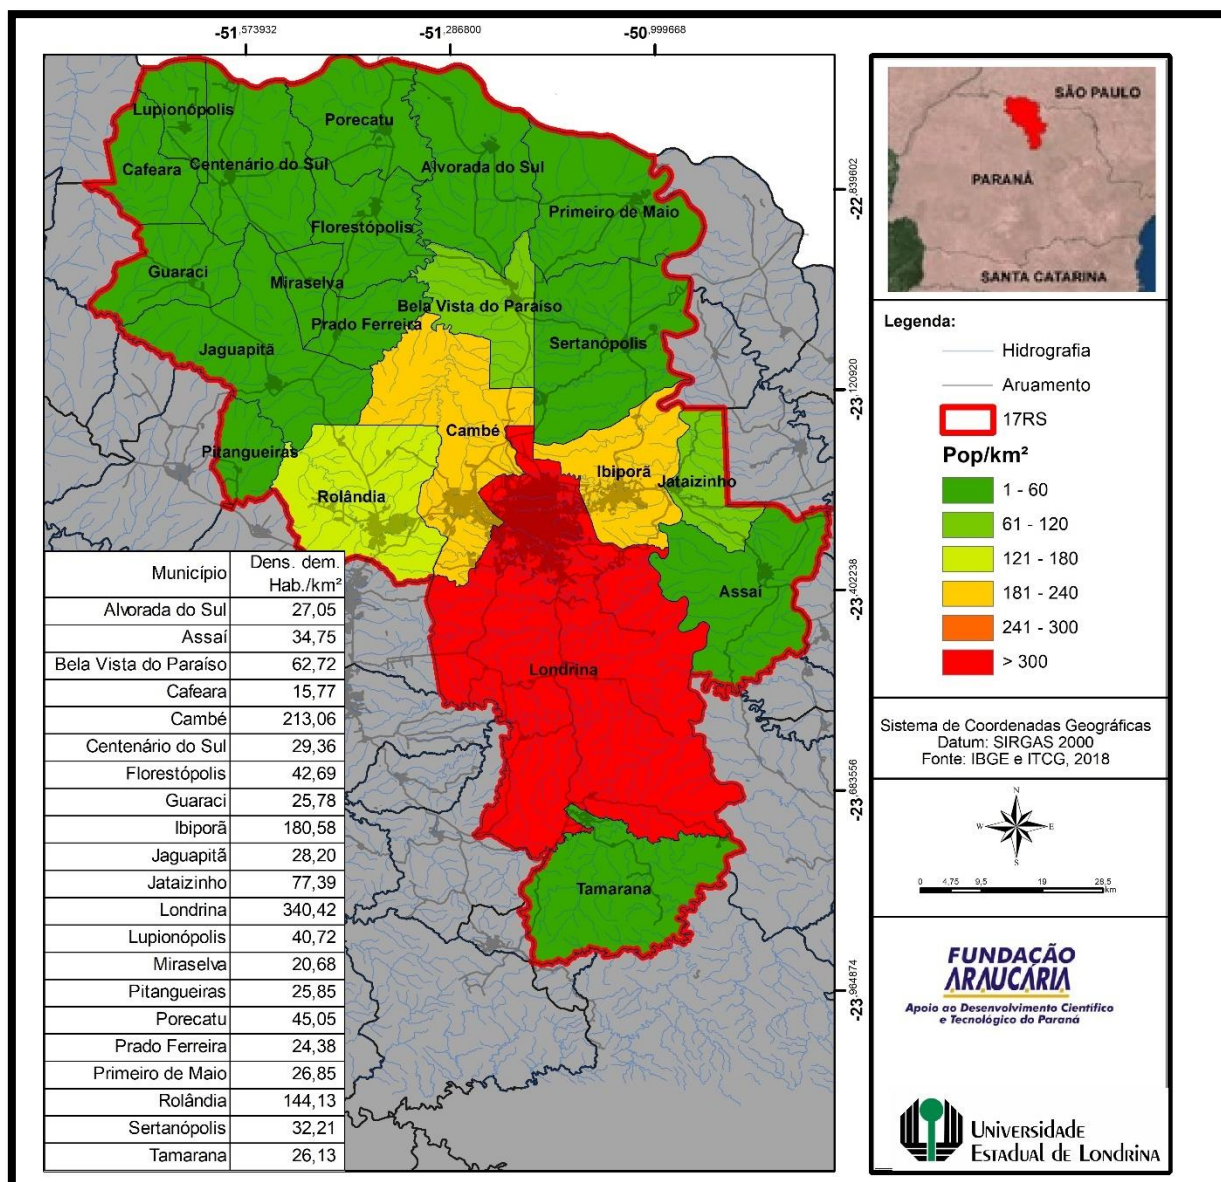 -51,573932 -51,286800 -50,999668
Lupionópolis
Porecatu
Cafeara Centenário do Sul Alvorada do Sul
Primeiro de Maio
Florestópolis
Guaraci
Miraselva
Bela Vista do Paraíso
Prado Ferreira
Jaguapitã
Sertanópolis
Pitangueiras
Cambé
Ibiporã
Jataizinho
Rolândia
Assaí
Londrina
Tamarana
-22,839602
-23,120920
-23,402238
-23,683556
-23,964874
Município Dens. dem. Hab./km²
Alvorada do Sul 27,05
Assaí 34,75
Bela Vista do Paraíso 62,72
Cafeara 15,77
Cambé 213,06
Centenário do Sul 29,36
Florestópolis 42,69
Guaraci 25,78
Ibiporã 180,58
Jaguapitã 28,20
Jataizinho 77,39
Londrina 340,42
Lupionópolis 40,72
Miraselva 20,68
Pitangueiras 25,85
Porecatu 45,05
Prado Ferreira 24,38
Primeiro de Maio 26,85
Rolândia 144,13
Sertanópolis 32,21
Tamarana 26,13
SÃO PAULO
PARANÁ
SANTA CATARINA
Legenda:
Hidrografia
Aruamento
17RS
Pop/km²
1 - 60
61 - 120
121 - 180
181 - 240
241 - 300
> 300
Sistema de Coordenadas Geográficas
Datum: SIRGAS 2000
Fonte: IBGE e ITCG, 2018
N
W E
S
0 4,75 9,5 19 28,5
km
FUNDAÇÃO
ARAUCÁRIA
Apoio ao Desenvolvimento Científico
e Tecnológico do Paraná
UNIVERSIDADE
ESTADUAL DE LONDRINA